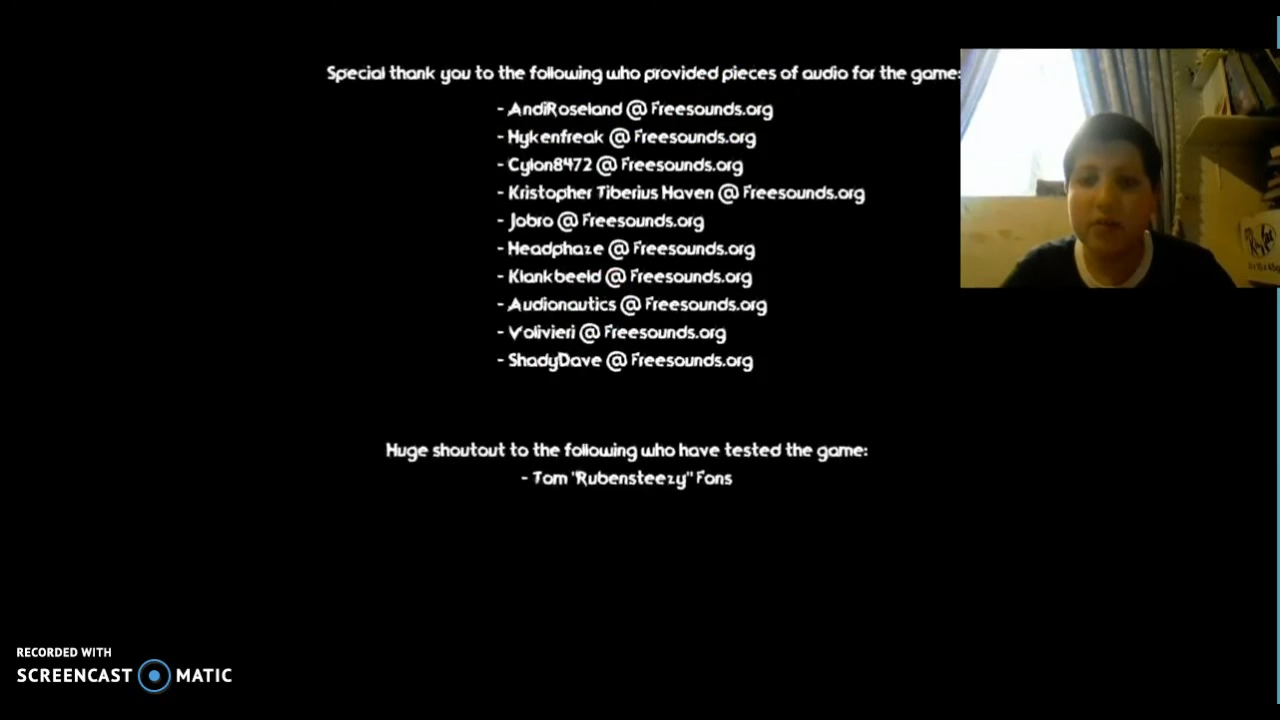 Special thank you to the following who provided pieces of audio for the game:
- AndiRoseland @ Freesounds.org
- Hykenfreak @ Freesounds.org
- Cylon8472 @ Freesounds.org
- Kristopher Tiberius Haven @ Freesounds.org
- Jobro @ Freesounds.org
- Headphaze @ Freesounds.org
- Klankbeeld @ Freesounds.org
- Audionautics @ Freesounds.org
- Volivieri @ Freesounds.org
- ShadyDave @ Freesounds.org
Huge shoutout to the following who have tested the game:
- Tom "Rubensteezy" Fons
RECORDED WITH
SCREENCAST MATIC